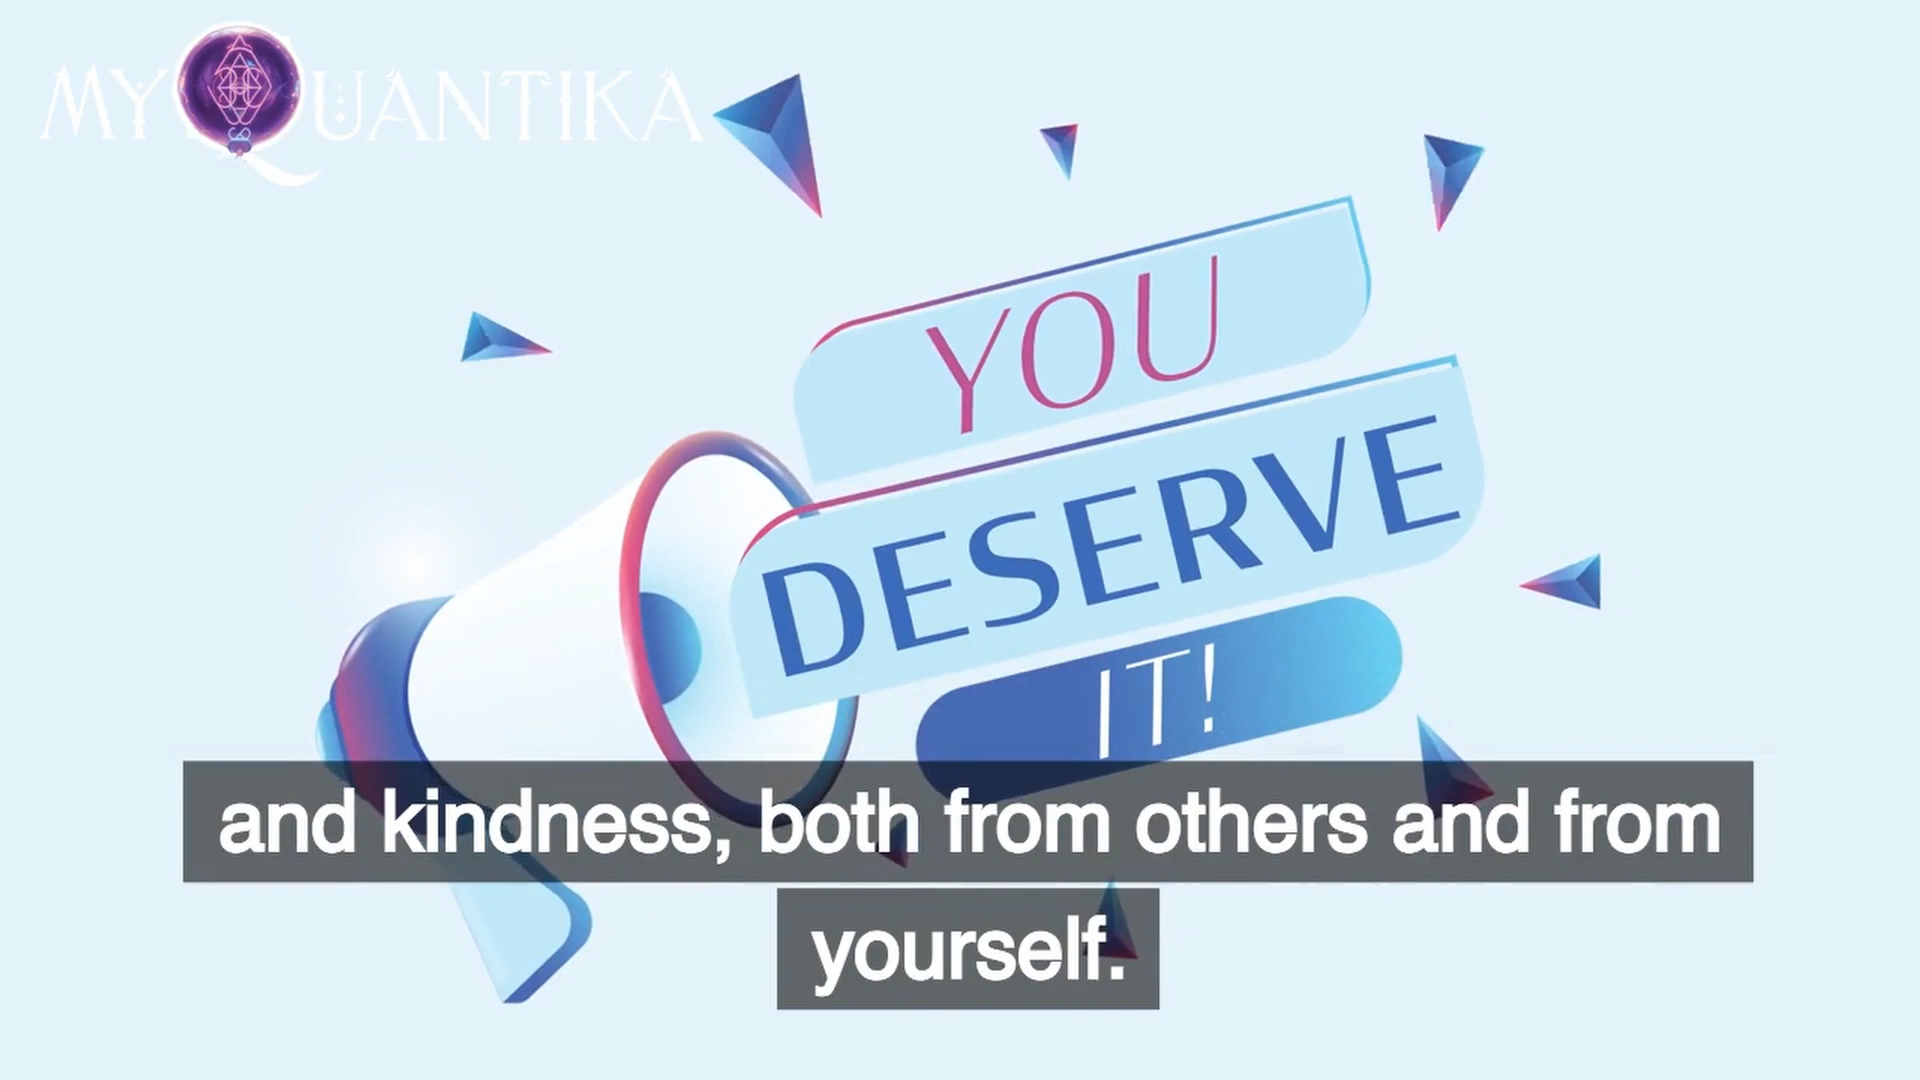 MYQUANTIKA
YOU
DESERVE
IT!
and kindness, both from others and from
yourself.